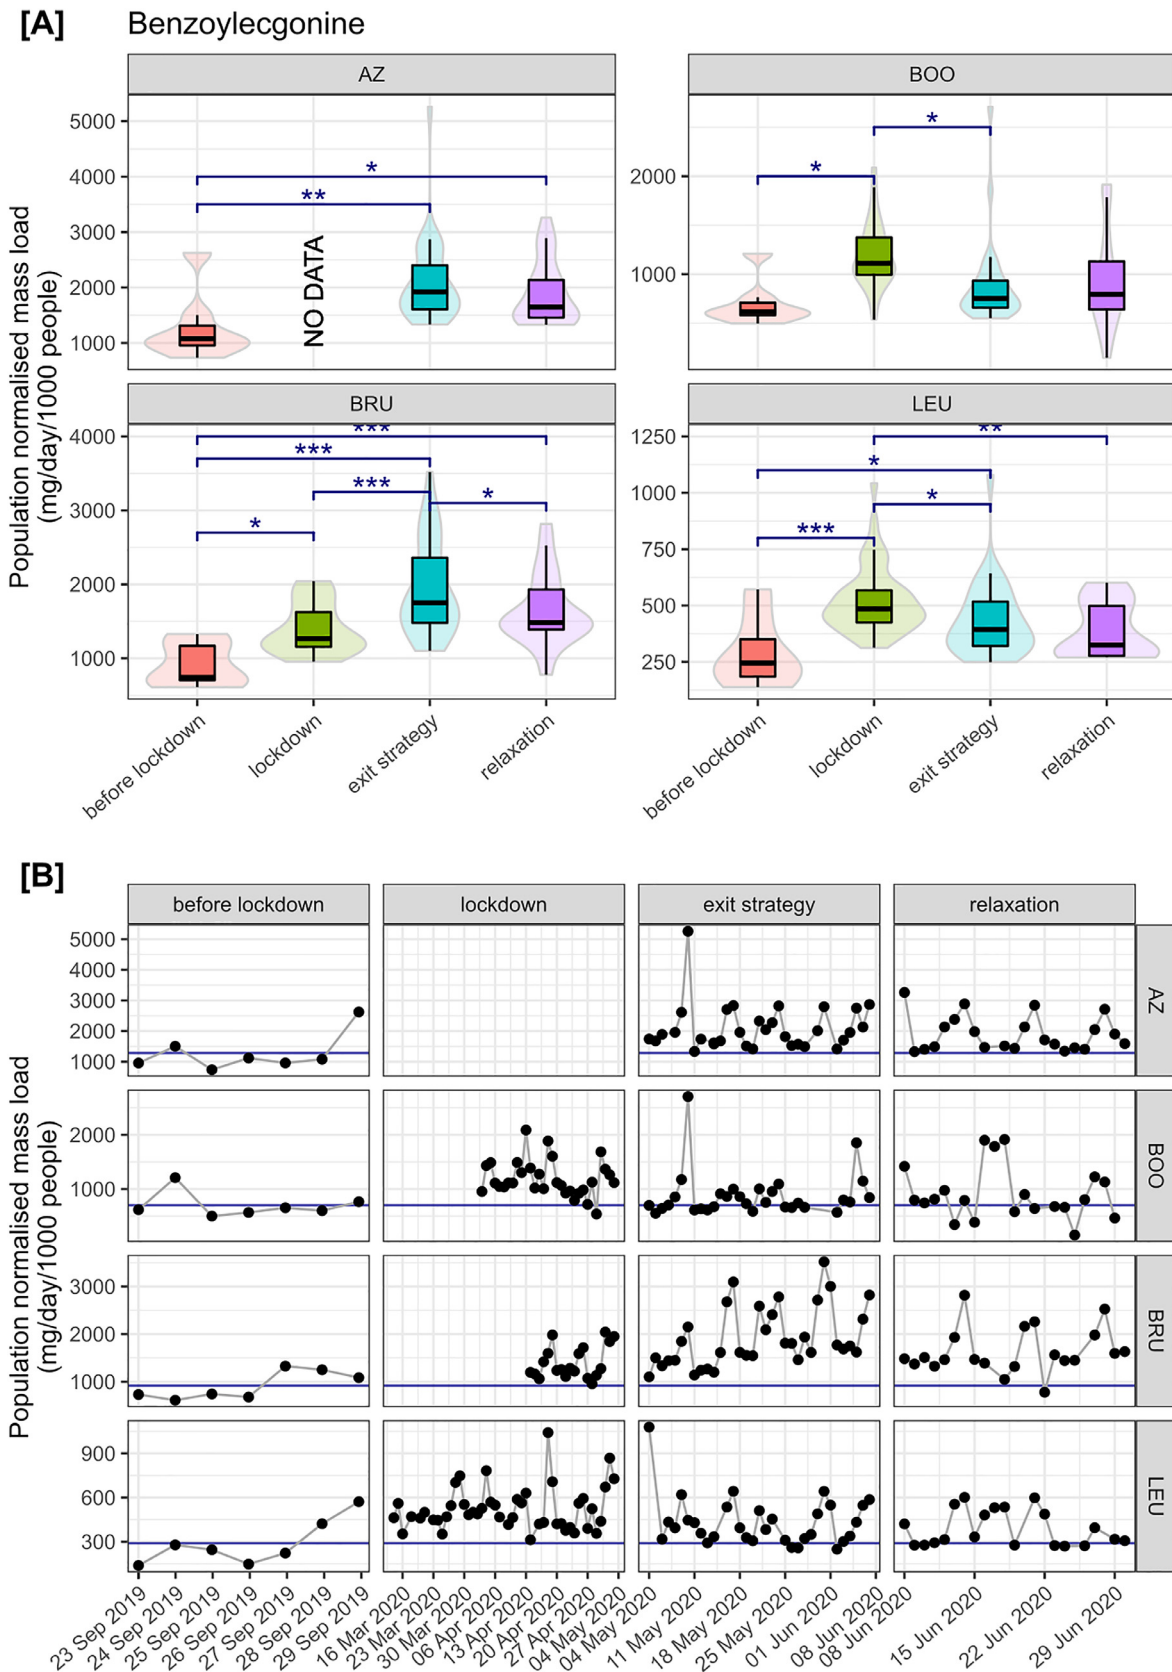 [A] Benzoylecgonine
AZ
BOO
Population normalised mass load
(mg/day/1000 people)
5000
4000
3000
2000
1000
*
**
NO DATA
2000
1000
*
*
BRU
LEU
4000
3000
2000
1000
***
***
***
*
*
1250
1000
750
500
250
**
*
*
***
before lockdown
lockdown
exit strategy
relaxation
before lockdown
lockdown
exit strategy
relaxation
[B]
before lockdown
lockdown
exit strategy
relaxation
Population normalised mass load
(mg/day/1000 people)
5000
4000
3000
2000
1000
AZ
2000
1000
BOO
3000
2000
1000
BRU
900
600
300
LEU
23 Sep 2019
24 Sep 2019
25 Sep 2019
26 Sep 2019
27 Sep 2019
28 Sep 2019
29 Sep 2019
16 Mar 2020
23 Mar 2020
30 Mar 2020
06 Apr 2020
13 Apr 2020
20 Apr 2020
27 Apr 2020
04 May 2020
04 May 2020
11 May 2020
18 May 2020
25 May 2020
01 Jun 2020
08 Jun 2020
08 Jun 2020
15 Jun 2020
22 Jun 2020
29 Jun 2020